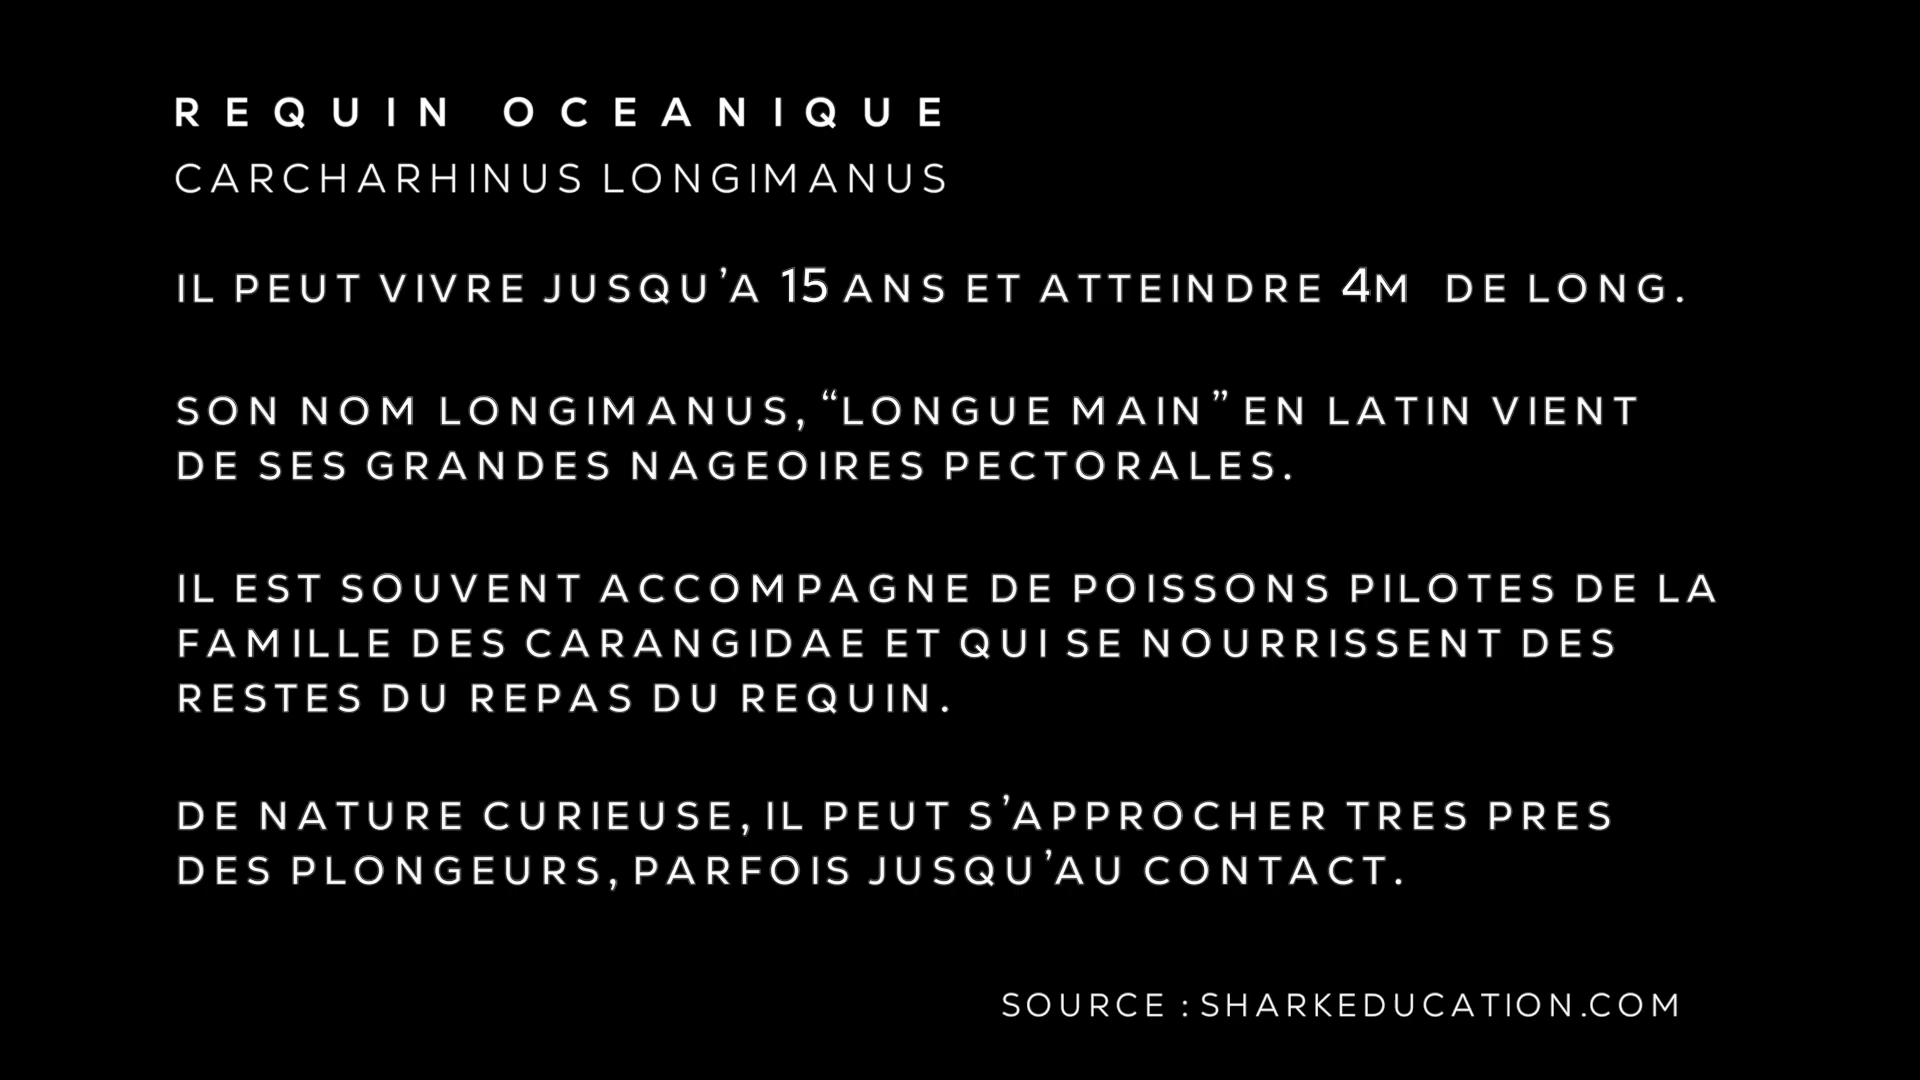 REQUIN OCEANIQUE
CARCHARHINUS LONGIMANUS
IL PEUT VIVRE JUSQU’A 15 ANS ET ATTEINDRE 4M DE LONG.
SON NOM LONGIMANUS, “LONGUE MAIN” EN LATIN VIENT
DE SES GRANDES NAGEOIRES PECTORALES.
IL EST SOUVENT ACCOMPAGNE DE POISSONS PILOTES DE LA
FAMILLE DES CARANGIDAE ET QUI SE NOURRISSENT DES
RESTES DU REPAS DU REQUIN.
DE NATURE CURIEUSE, IL PEUT S’APPROCHER TRES PRES
DES PLONGEURS, PARFOIS JUSQU’AU CONTACT.
SOURCE : SHARKEDUCATION.COM